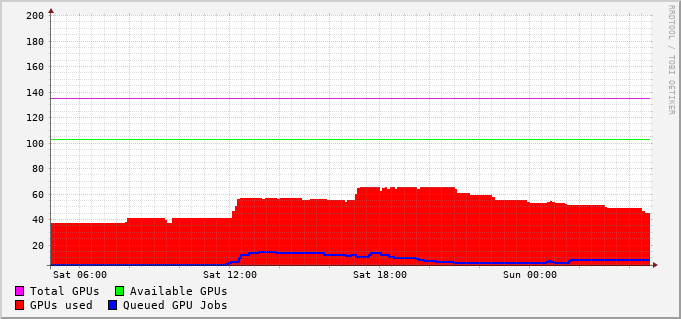 200
180
160
140
120
100
80
60
40
20
Sat 06:00 Sat 12:00 Sat 18:00 Sun 00:00
Total GPUs Available GPUs
GPUs used Queued GPU Jobs
RRDTOOL / TOBI OETIKER